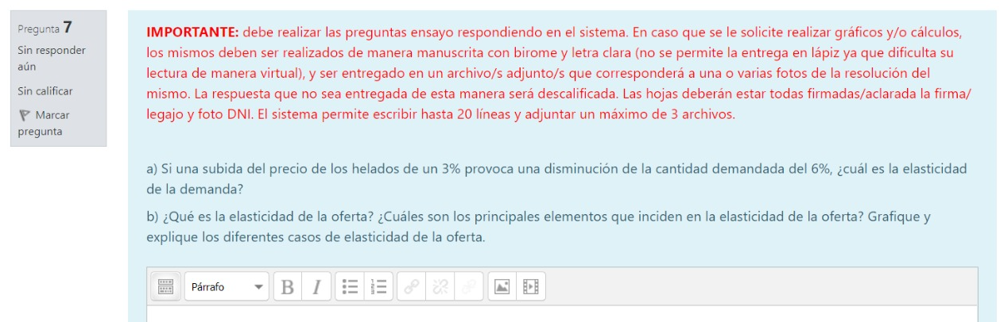 Pregunta 7
Sin responder
aún
Sin calificar
Marcar
pregunta
IMPORTANTE: debe realizar las preguntas ensayo respondiendo en el sistema. En caso que se le solicite realizar gráficos y/o cálculos,
los mismos deben ser realizados de manera manuscrita con birome y letra clara (no se permite la entrega en lápiz ya que dificulta su
lectura de manera virtual), y ser entregado en un archivo/s adjunto/s que corresponderá a una o varias fotos de la resolución del
mismo. La respuesta que no sea entregada de esta manera será descalificada. Las hojas deberán estar todas firmadas/aclarada la firma/
legajo y foto DNI. El sistema permite escribir hasta 20 líneas y adjuntar un máximo de 3 archivos.
a) Si una subida del precio de los helados de un 3% provoca una disminución de la cantidad demandada del 6%, ¿cuál es la elasticidad
de la demanda?
b) ¿Qué es la elasticidad de la oferta? ¿Cuáles son los principales elementos que inciden en la elasticidad de la oferta? Grafique y
explique los diferentes casos de elasticidad de la oferta.
Párrafo B I